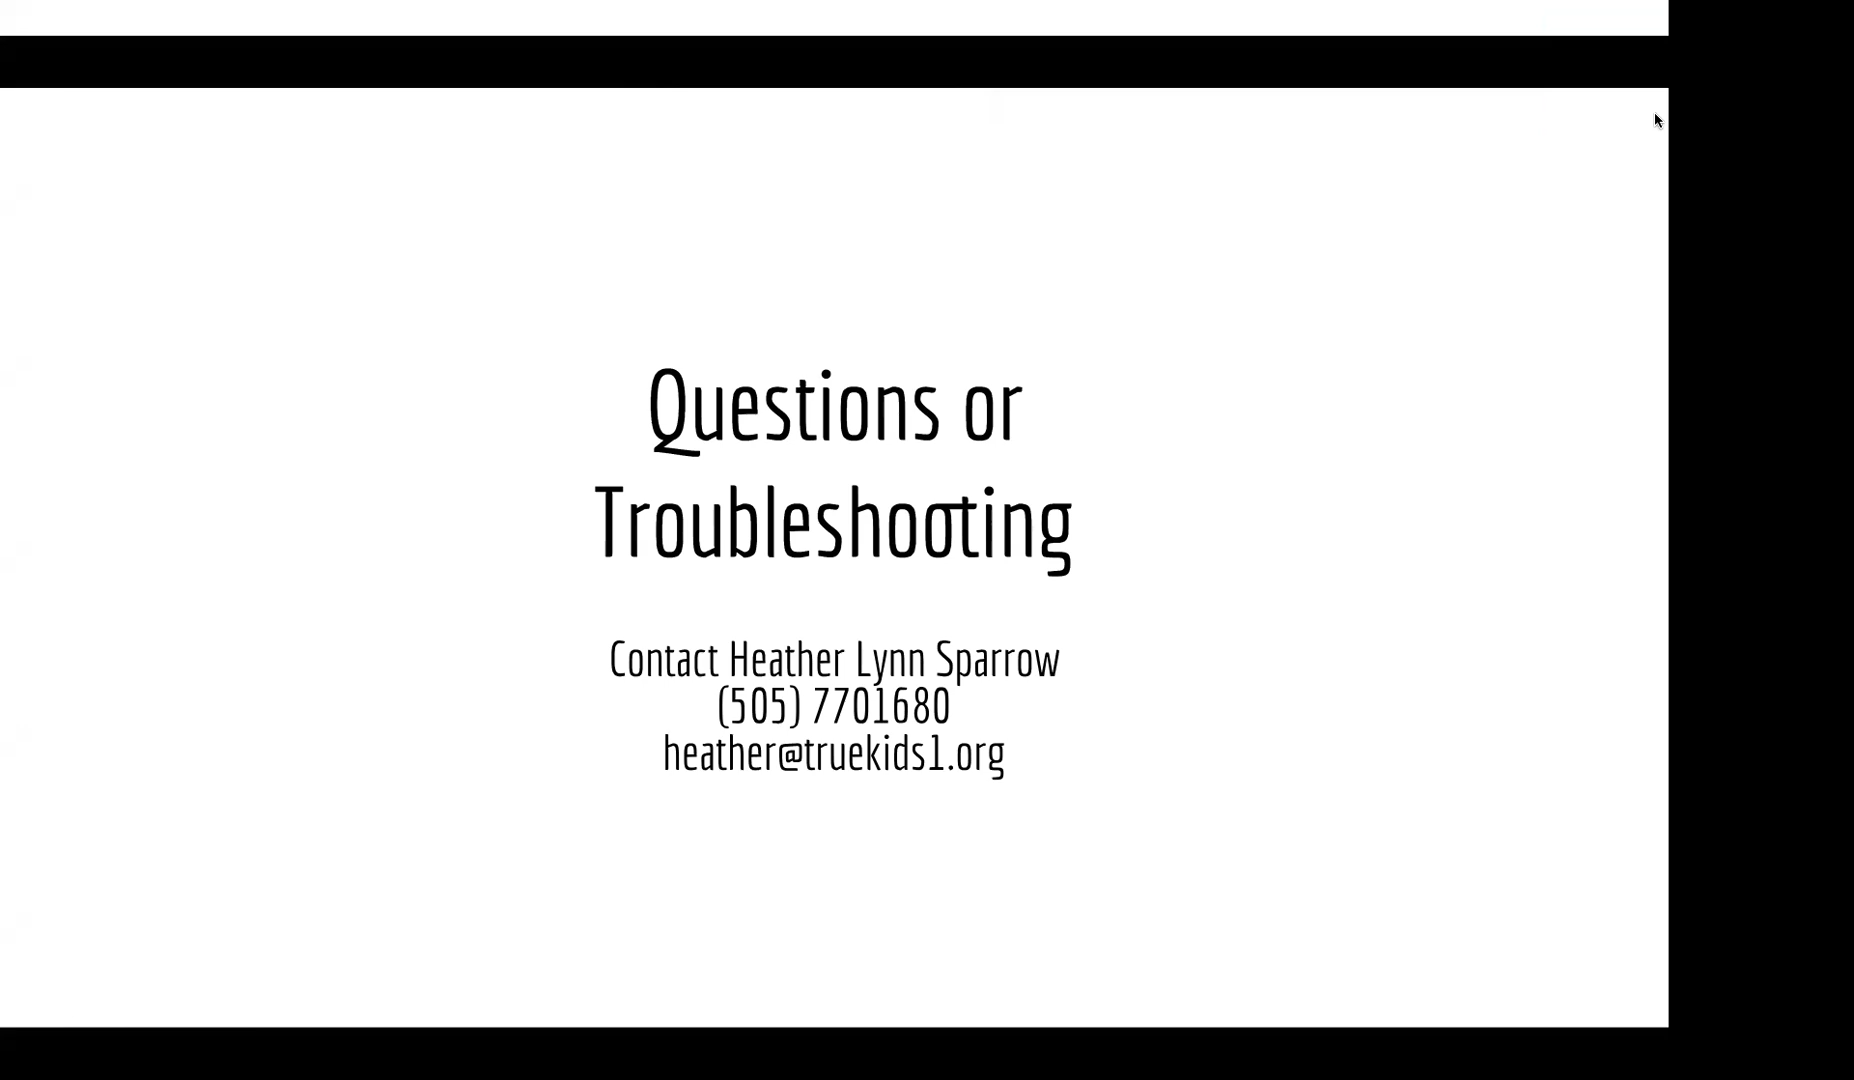 Questions or
Troubleshooting
Contact Heather Lynn Sparrow
(505) 7701680
heather@truekids1.org